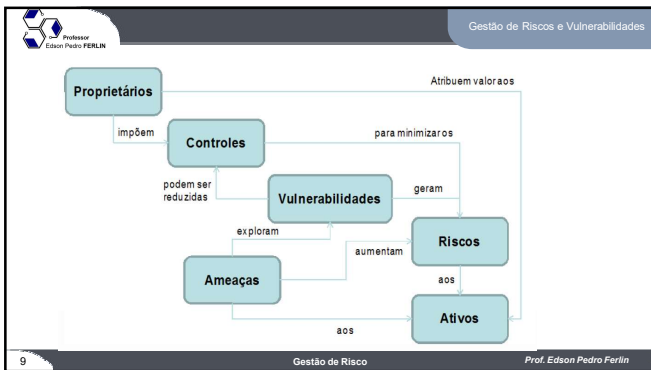 Professor
Edson Pedro FERLIN
Gestão de Riscos e Vulnerabilidades
Proprietários
Atribuem valor aos
impõem
Controles
para minimizar os
podem ser
reduzidas
Vulnerabilidades
geram
exploram
Riscos
aumentam
Ameaças
aos
Ativos
aos
9
Gestão de Risco
Prof. Edson Pedro Ferlin